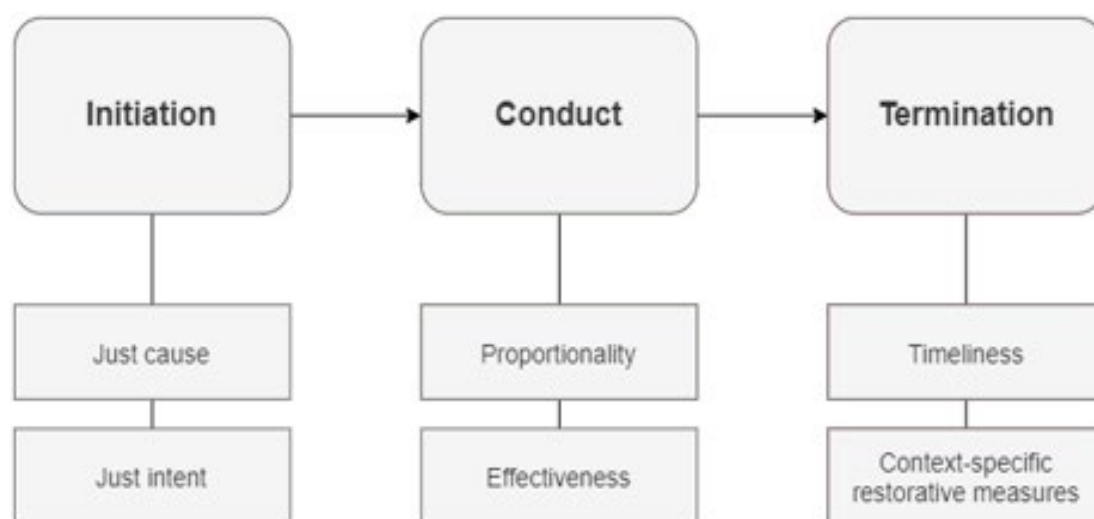 Initiation
Conduct
Termination
Just cause
Proportionality
Timeliness
Just intent
Effectiveness
Context-specific
restorative measures